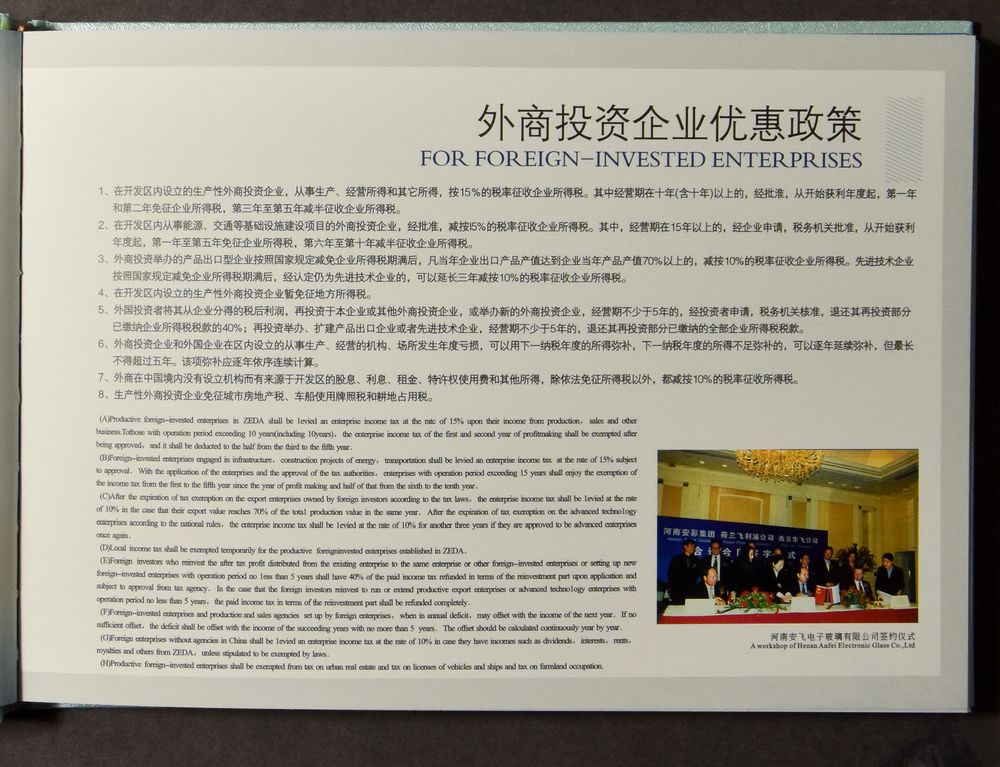 外商投资企业优惠政策
FOR FOREIGN-INVESTED ENTERPRISES
1、在开发区内设立的生产性外商投资企业，从事生产、经营所得和其它所得，按15%的税率征收企业所得税。其中经营期在十年(含十年)以上的，经批准，从开始获利年度起，第一年
和第二年免征企业所得税，第三年至第五年减半征收企业所得税。
2、在开发区内从事能源、交通等基础设施建设项目的外商投资企业，经批准，减按l5%的税率征收企业所得税。其中，经营期在15年以上的，经企业申请，税务机关批准，从开始获利
年度起，第一年至第五年免征企业所得税，第六年至第十年减半征收企业所得税。
3、外商投资举办的产品出口型企业按照国家规定减免企业所得税期满后，凡当年企业出口产品产值达到企业当年产品产值70%以上的，减按10%的税率征收企业所得税。先进技术企业
按照国家规定减免企业所得税期满后，经认定仍为先进技术企业的，可以延长三年减按10%的税率征收企业所得税。
4、在开发区内设立的生产性外商投资企业暂免征地方所得税。
5、外国投资者将其从企业分得的税后利润，再投资于本企业或其他外商投资企业，或举办新的外商投资企业，经营期不少于5年的，经投资者申请，税务机关核准，退还其再投资部分
已缴纳企业所得税税款的40%；再投资举办、扩建产品出口企业或者先进技术企业，经营期不少于5年的，退还其再投资部分已缴纳的全部企业所得税税款。
6、外商投资企业和外国企业在区内设立的从事生产、经营的机构、场所发生年度亏损，可以用下一纳税年度的所得弥补，下一纳税年度的所得不足弥补的，可以逐年延续弥补，但最长
不得超过五年。该项弥补应逐年依序连续计算。
7、外商在中国境内没有设立机构而有来源于开发区的股息、利息、租金、特许权使用费和其他所得，除依法免征所得税以外，都减按10%的税率征收所得税。
8、生产性外商投资企业免征城市房地产税、车船使用牌照税和耕地占用税。
(A)Productive foreign-invested enterprises in ZEDA shall be levied an enterprise income tax at the rate of 15% upon their income from production，sales and other
business.Tothose with operation period exceeding 10 years(including 10years)，the enterprise income tax of the first and second year of profitmaking shall be exempted after
being approved，and it shall be deducted to the half from the third to the fifth year.
(B)Foreign-invested enterprises engaged in infrastructure，construction projects of energy，transportation shall be levied an enterprise income tax at the rate of 15% subject
to approval. With the application of the enterprises and the approval of the tax authorities，enterprises with operation period exceeding 15 years shall enjoy the exemption of
the income tax from the first to the fifth year since the year of profit making and half of that from the sixth to the tenth year.
(C)After the expiration of tax exemption on the export enterprises owned by foreign investors according to the tax laws，the enterprise income tax shall be levied at the rate
of 10% in the case that their export value reaches 70% of the total production value in the same year. After the expiration of tax exemption on the advanced technology
enterprises according to the national rules，the enterprise income tax shall be levied at the rate of 10% for another three years if they are approved to be advanced enterprises
once again.
(D)Local income tax shall be exempted temporarily for the productive foreigninvested enterprises established in ZEDA.
(E)Foreign investors who reinvest the after tax profit distributed from the existing enterprise to the same enterprise or other foreign-invested enterprises or setting up new
foreign-invested enterprises with operation period no less than 5 years shall have 40% of the paid income tax refunded in terms of the reinvestment part upon application and
subject to approval from tax agency. In the case that the foreign investors reinvest to run or extend productive export enterprises or advanced technology enterprises with
operation period no less than 5 years，the paid income tax in terms of the reinvestment part shall be refunded completely.
(F)Foreign-invested enterprises and production and sales agencies set up by foreign enterprises，when in annual deficit，may offset with the income of the next year. If no
sufficient offset，the deficit shall be offset with the income of the succeeding years with no more than 5 years. The offset should be calculated continuously year by year.
(G)Foreign enterprises without agencies in China shall be levied an enterprise income tax at the rate of 10% in case they have incomes such as dividends，interests，rents，
royalties and others from ZEDA，unless stipulated to be exempted by laws.
(H)Productive foreign-invested enterprises shall be exempted from tax on urban real estate and tax on licenses of vehicles and ships and tax on farmland occupation.
河南安彩集团 荷兰飞利浦公司 南京华飞公司
河南安飞电子玻璃有限公司签约仪式
A workshop of Henan Anfei Electronic Glass Co.,Ltd